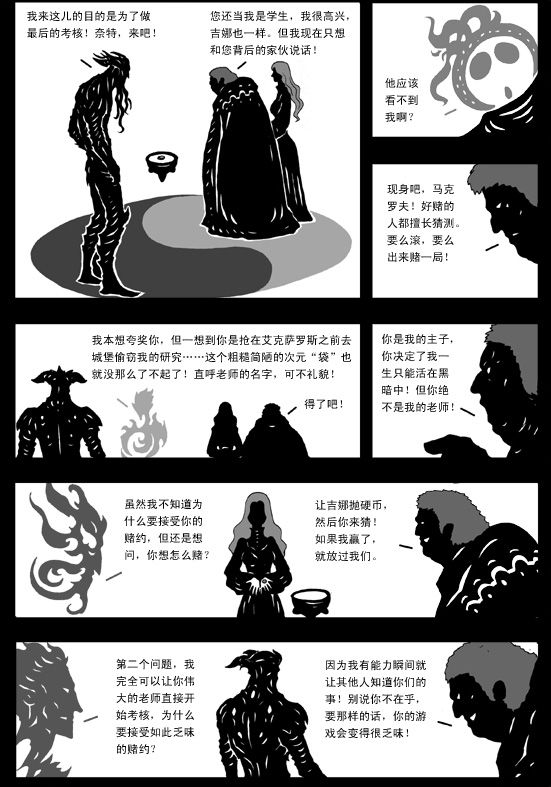 我来这儿的目的是为了做
最后的考核！奈特，来吧！
您还当我是学生，我很高兴，
吉娜也一样。但我现在只想
和您背后的家伙说话！
他应该
看不到
我啊？
现身吧，马克
罗夫！好赌的
人都擅长猜测。
要么滚，要么
出来赌一局！
我本想夸奖你，但一想到你是抢在艾克萨罗斯之前去
城堡偷窃我的研究……这个粗糙简陋的次元“袋”也
就没那么了不起了！直呼老师的名字，可不礼貌！
得了吧！
你是我的主子，
你决定了我一
生只能活在黑
暗中！但你绝
不是我的老师！
虽然我不知道为
什么要接受你的
赌约，但还是想
问，你想怎么赌？
让吉娜抛硬币，
然后你来猜！
如果我赢了，
就放过我们。
第二个问题，我
完全可以让你伟
大的老师直接开
始考核，为什么
要接受如此乏味
的赌约？
因为我有能力瞬间就
让其他人知道你们的
事！别说你不在乎，
要那样的话，你的游
戏会变得很乏味！